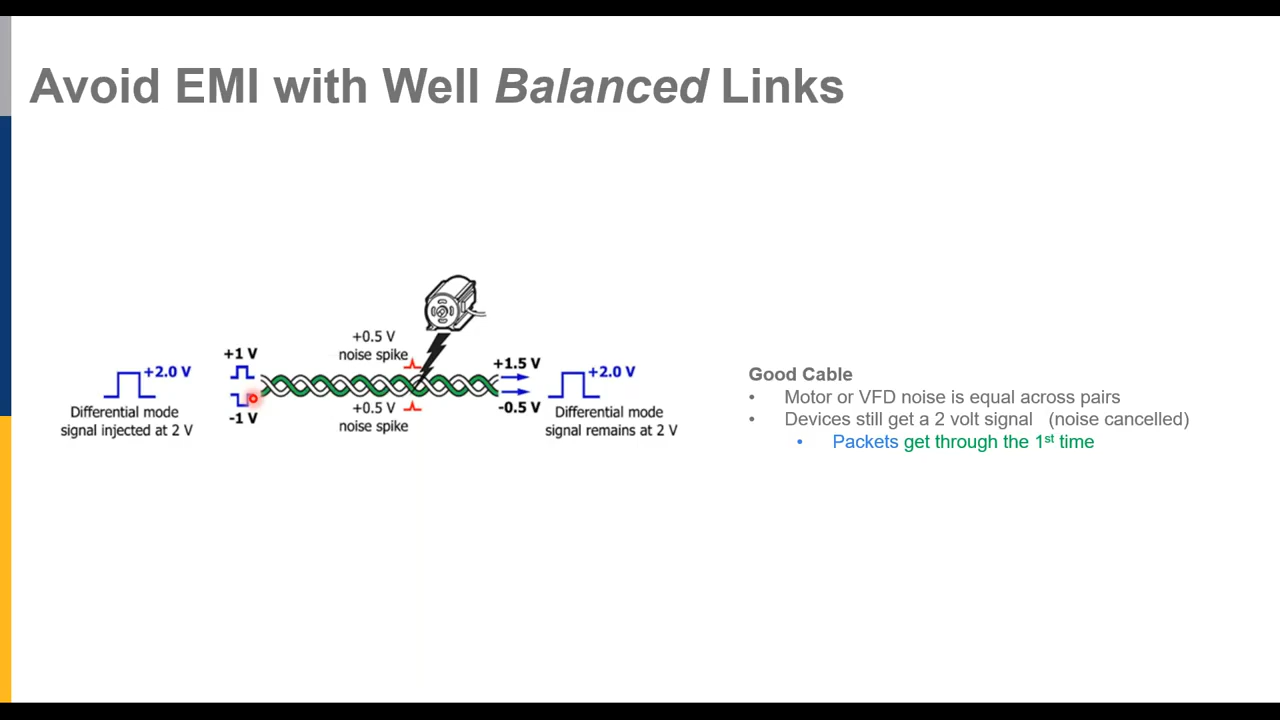 Avoid EMI with Well Balanced Links
+0.5 V
noise spike
+1 V
-1 V
+2.0 V
Differential mode
signal injected at 2 V
+0.5 V
noise spike
+1.5 V
-0.5 V
+2.0 V
Differential mode
signal remains at 2 V
Good Cable
• Motor or VFD noise is equal across pairs
• Devices still get a 2 volt signal (noise cancelled)
• Packets get through the 1st time